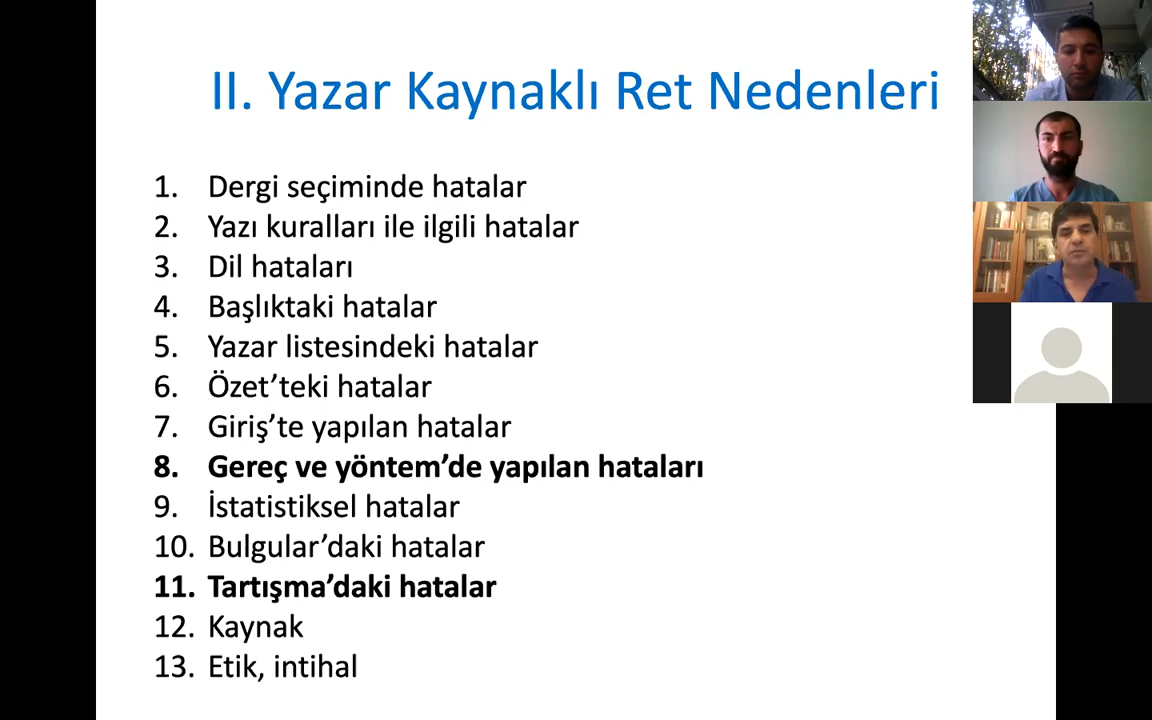 II. Yazar Kaynaklı Ret Nedenleri
1. Dergi seçiminde hatalar
2. Yazı kuralları ile ilgili hatalar
3. Dil hataları
4. Başlıktaki hatalar
5. Yazar listesindeki hatalar
6. Özet’teki hatalar
7. Giriş’te yapılan hatalar
8. Gereç ve yöntem’de yapılan hataları
9. İstatistiksel hatalar
10. Bulgular’daki hatalar
11. Tartışma’daki hatalar
12. Kaynak
13. Etik, intihal